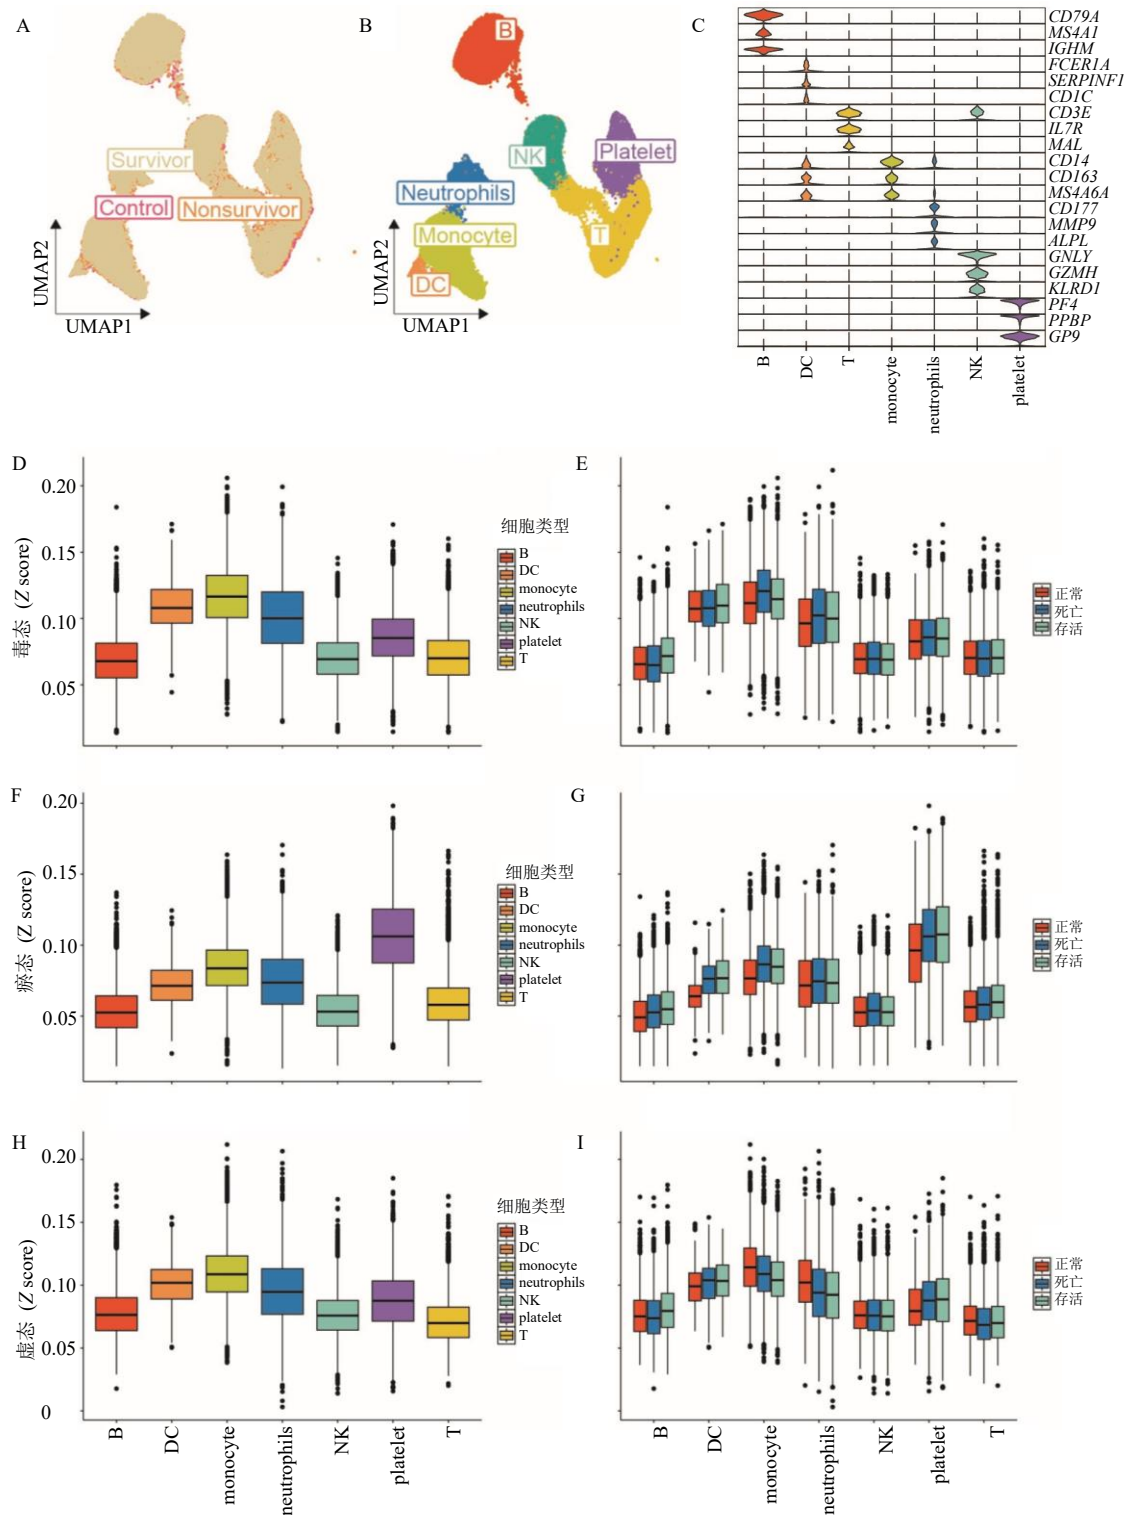 A
Survivor
Control
Nonsurvivor
UMAP2
UMAP1
B
B
NK
Platelet
Neutrophils
Monocyte
T
DC
UMAP2
UMAP1
C
CD79A
MS4A1
IGHM
FCER1A
SERPINF1
CD1C
CD3E
IL7R
MAL
CD14
CD163
MS4A6A
CD177
MMP9
ALPL
GNLY
GZMH
KLRD1
PF4
PPBP
GP9
B
DC
T
monocyte
neutrophils
NK
platelet
D
毒态 (Z score)
0.20
0.15
0.10
0.05
细胞类型
B
DC
monocyte
neutrophils
NK
platelet
T
E
正常
死亡
存活
F
瘀态 (Z score)
0.20
0.15
0.10
0.05
细胞类型
B
DC
monocyte
neutrophils
NK
platelet
T
G
正常
死亡
存活
H
虚态 (Z score)
0.20
0.15
0.10
0.05
0
B
DC
monocyte
neutrophils
NK
platelet
T
细胞类型
B
DC
monocyte
neutrophils
NK
platelet
T
I
B
DC
monocyte
neutrophils
NK
platelet
T
正常
死亡
存活